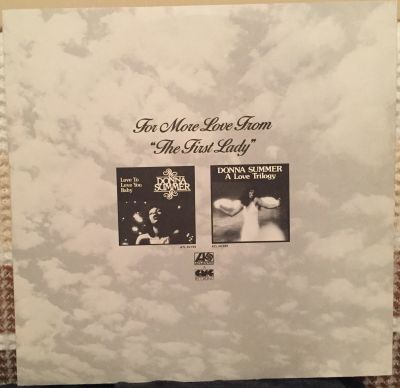 For More Love From
"The First Lady"
Love To
Love You
Baby
DONNA
SUMMER
DONNA SUMMER
A Love Trilogy